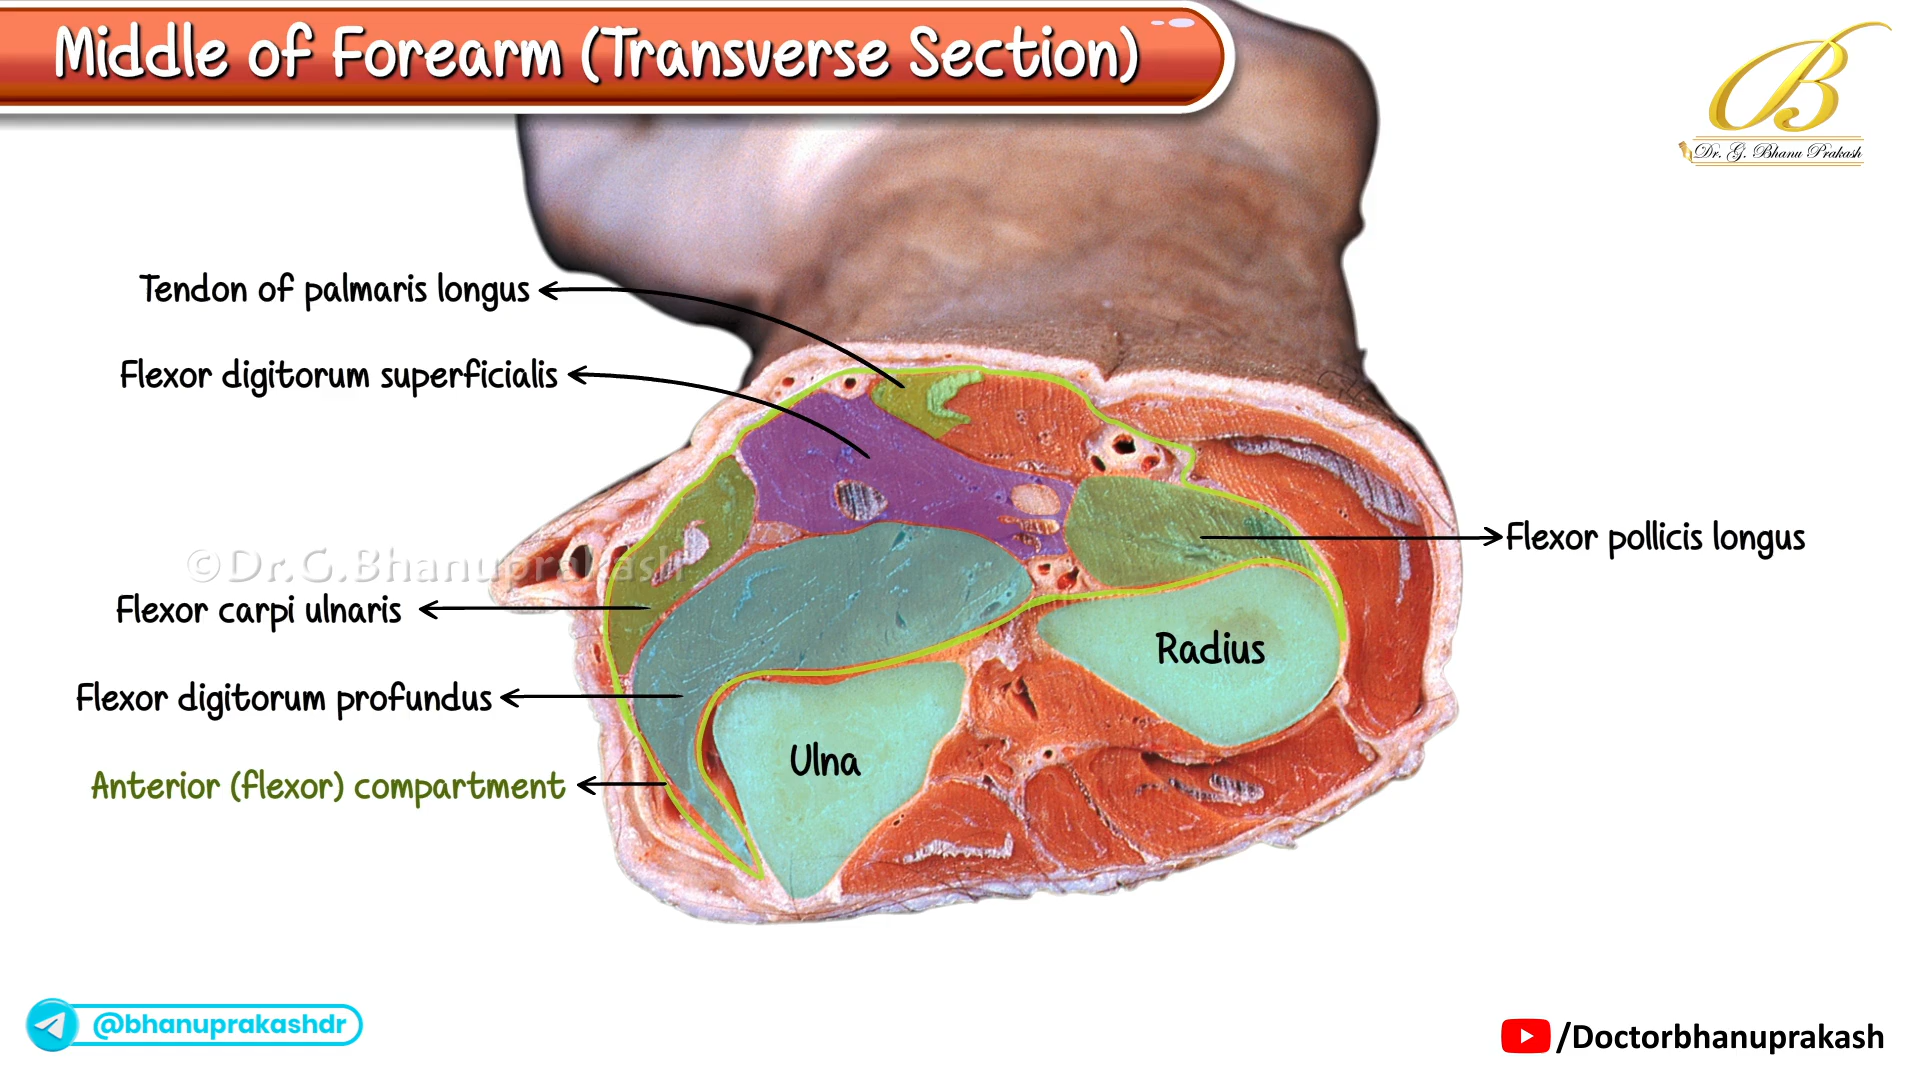 Middle of Forearm (Transverse Section)
B
Dr. G. Bhanu Prakash
Tendon of palmaris longus
Flexor digitorum superficialis
Flexor pollicis longus
©Dr.G.Bhanuprakash
Flexor carpi ulnaris
Radius
Flexor digitorum profundus
Ulna
Anterior (flexor) compartment
@bhanuprakashdr
/Doctorbhanuprakash